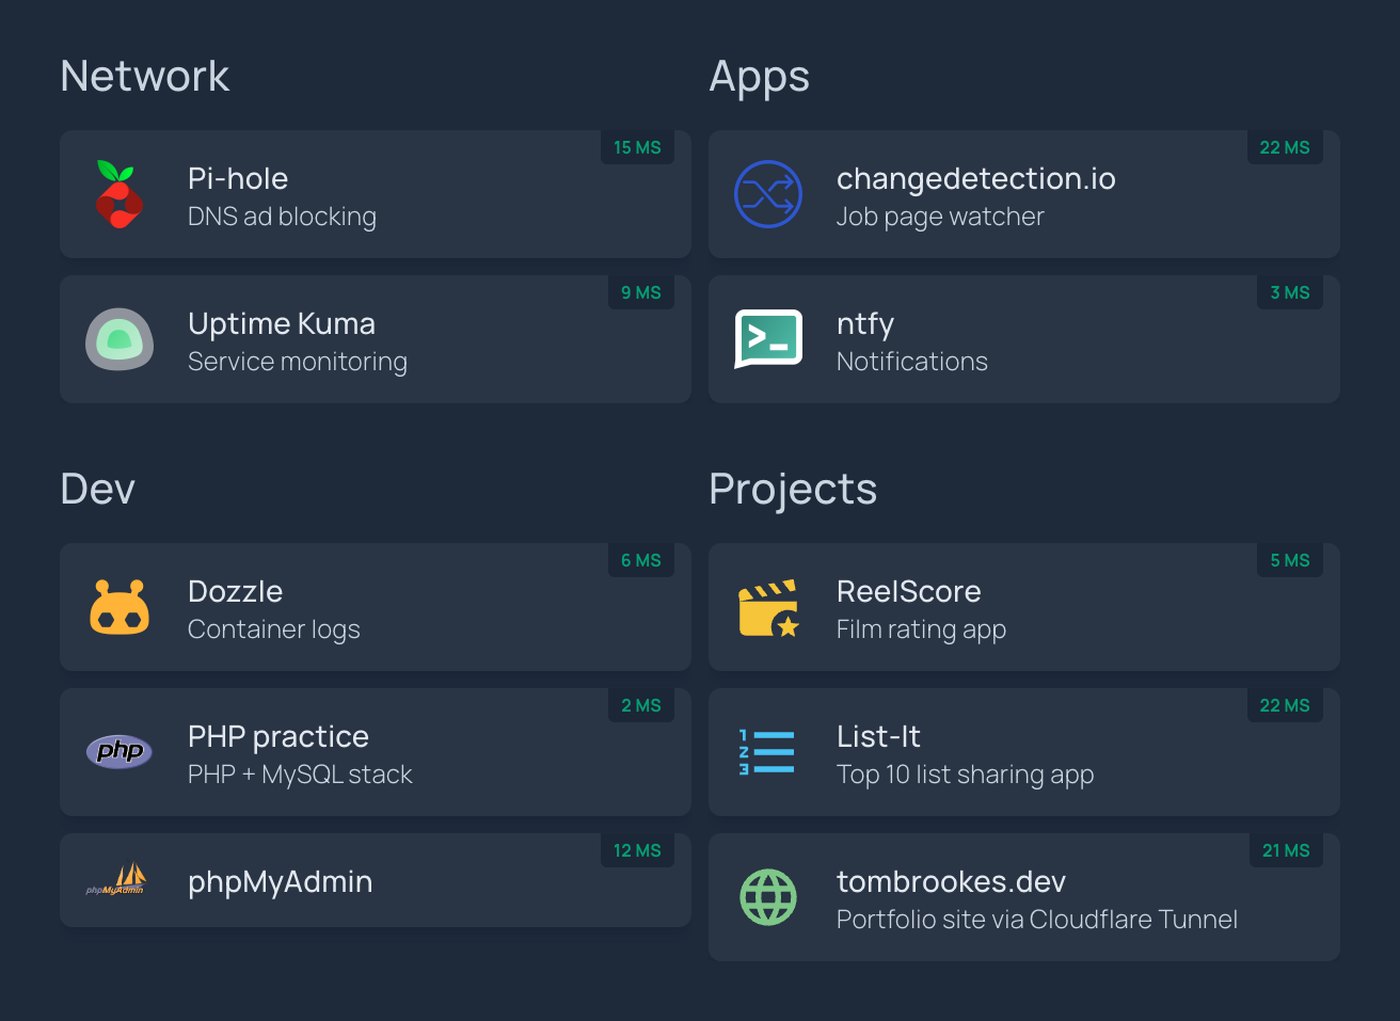 Network
15 MS
Pi-hole
DNS ad blocking
9 MS
Uptime Kuma
Service monitoring
Apps
22 MS
changedetection.io
Job page watcher
3 MS
ntfy
Notifications
Dev
6 MS
Dozzle
Container logs
2 MS
php
PHP practice
PHP + MySQL stack
12 MS
phpMyAdmin
phpMyAdmin
Projects
5 MS
ReelScore
Film rating app
22 MS
1
2
3
List-It
Top 10 list sharing app
21 MS
tombrookes.dev
Portfolio site via Cloudflare Tunnel